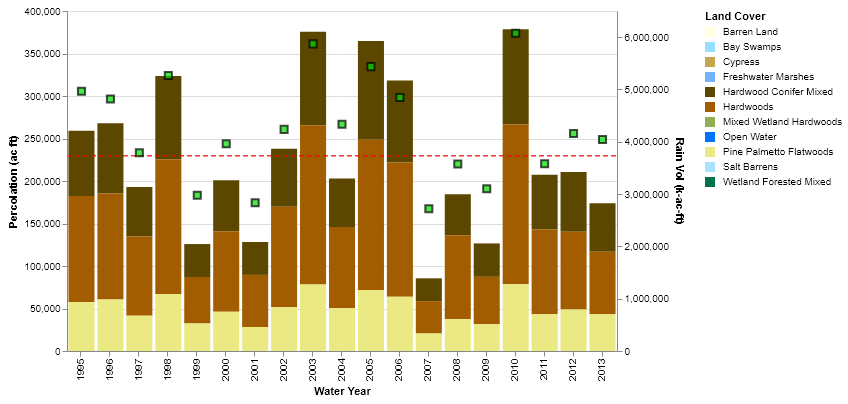 Percolation (ac ft)
400,000
350,000
300,000
250,000
200,000
150,000
100,000
50,000
0
1995
1996
1997
1998
1999
2000
2001
2002
2003
2004
2005
2006
2007
2008
2009
2010
2011
2012
2013
Water Year
6,000,000
5,000,000
4,000,000
3,000,000
2,000,000
1,000,000
0
Rain Vol (k-ac-ft)
Land Cover
Barren Land
Bay Swamps
Cypress
Freshwater Marshes
Hardwood Conifer Mixed
Hardwoods
Mixed Wetland Hardwoods
Open Water
Pine Palmetto Flatwoods
Salt Barrens
Wetland Forested Mixed